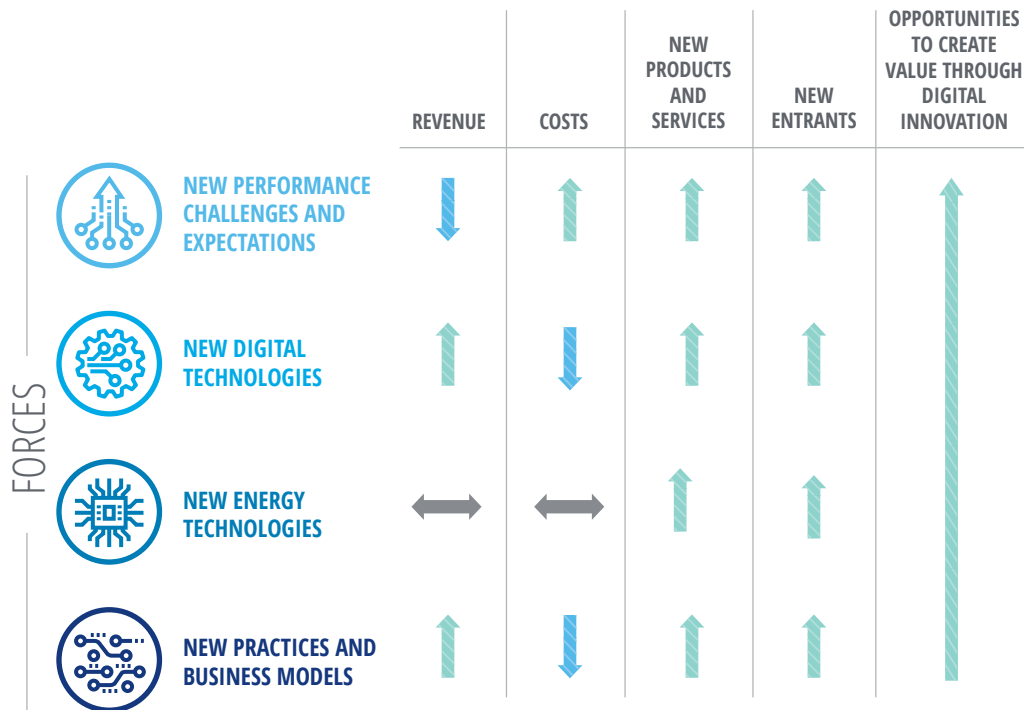 REVENUE
COSTS
NEW
PRODUCTS
AND
SERVICES
NEW
ENTRANTS
OPPORTUNITIES
TO CREATE
VALUE THROUGH
DIGITAL
INNOVATION
FORCES
NEW PERFORMANCE
CHALLENGES AND
EXPECTATIONS
NEW DIGITAL
TECHNOLOGIES
NEW ENERGY
TECHNOLOGIES
NEW PRACTICES AND
BUSINESS MODELS